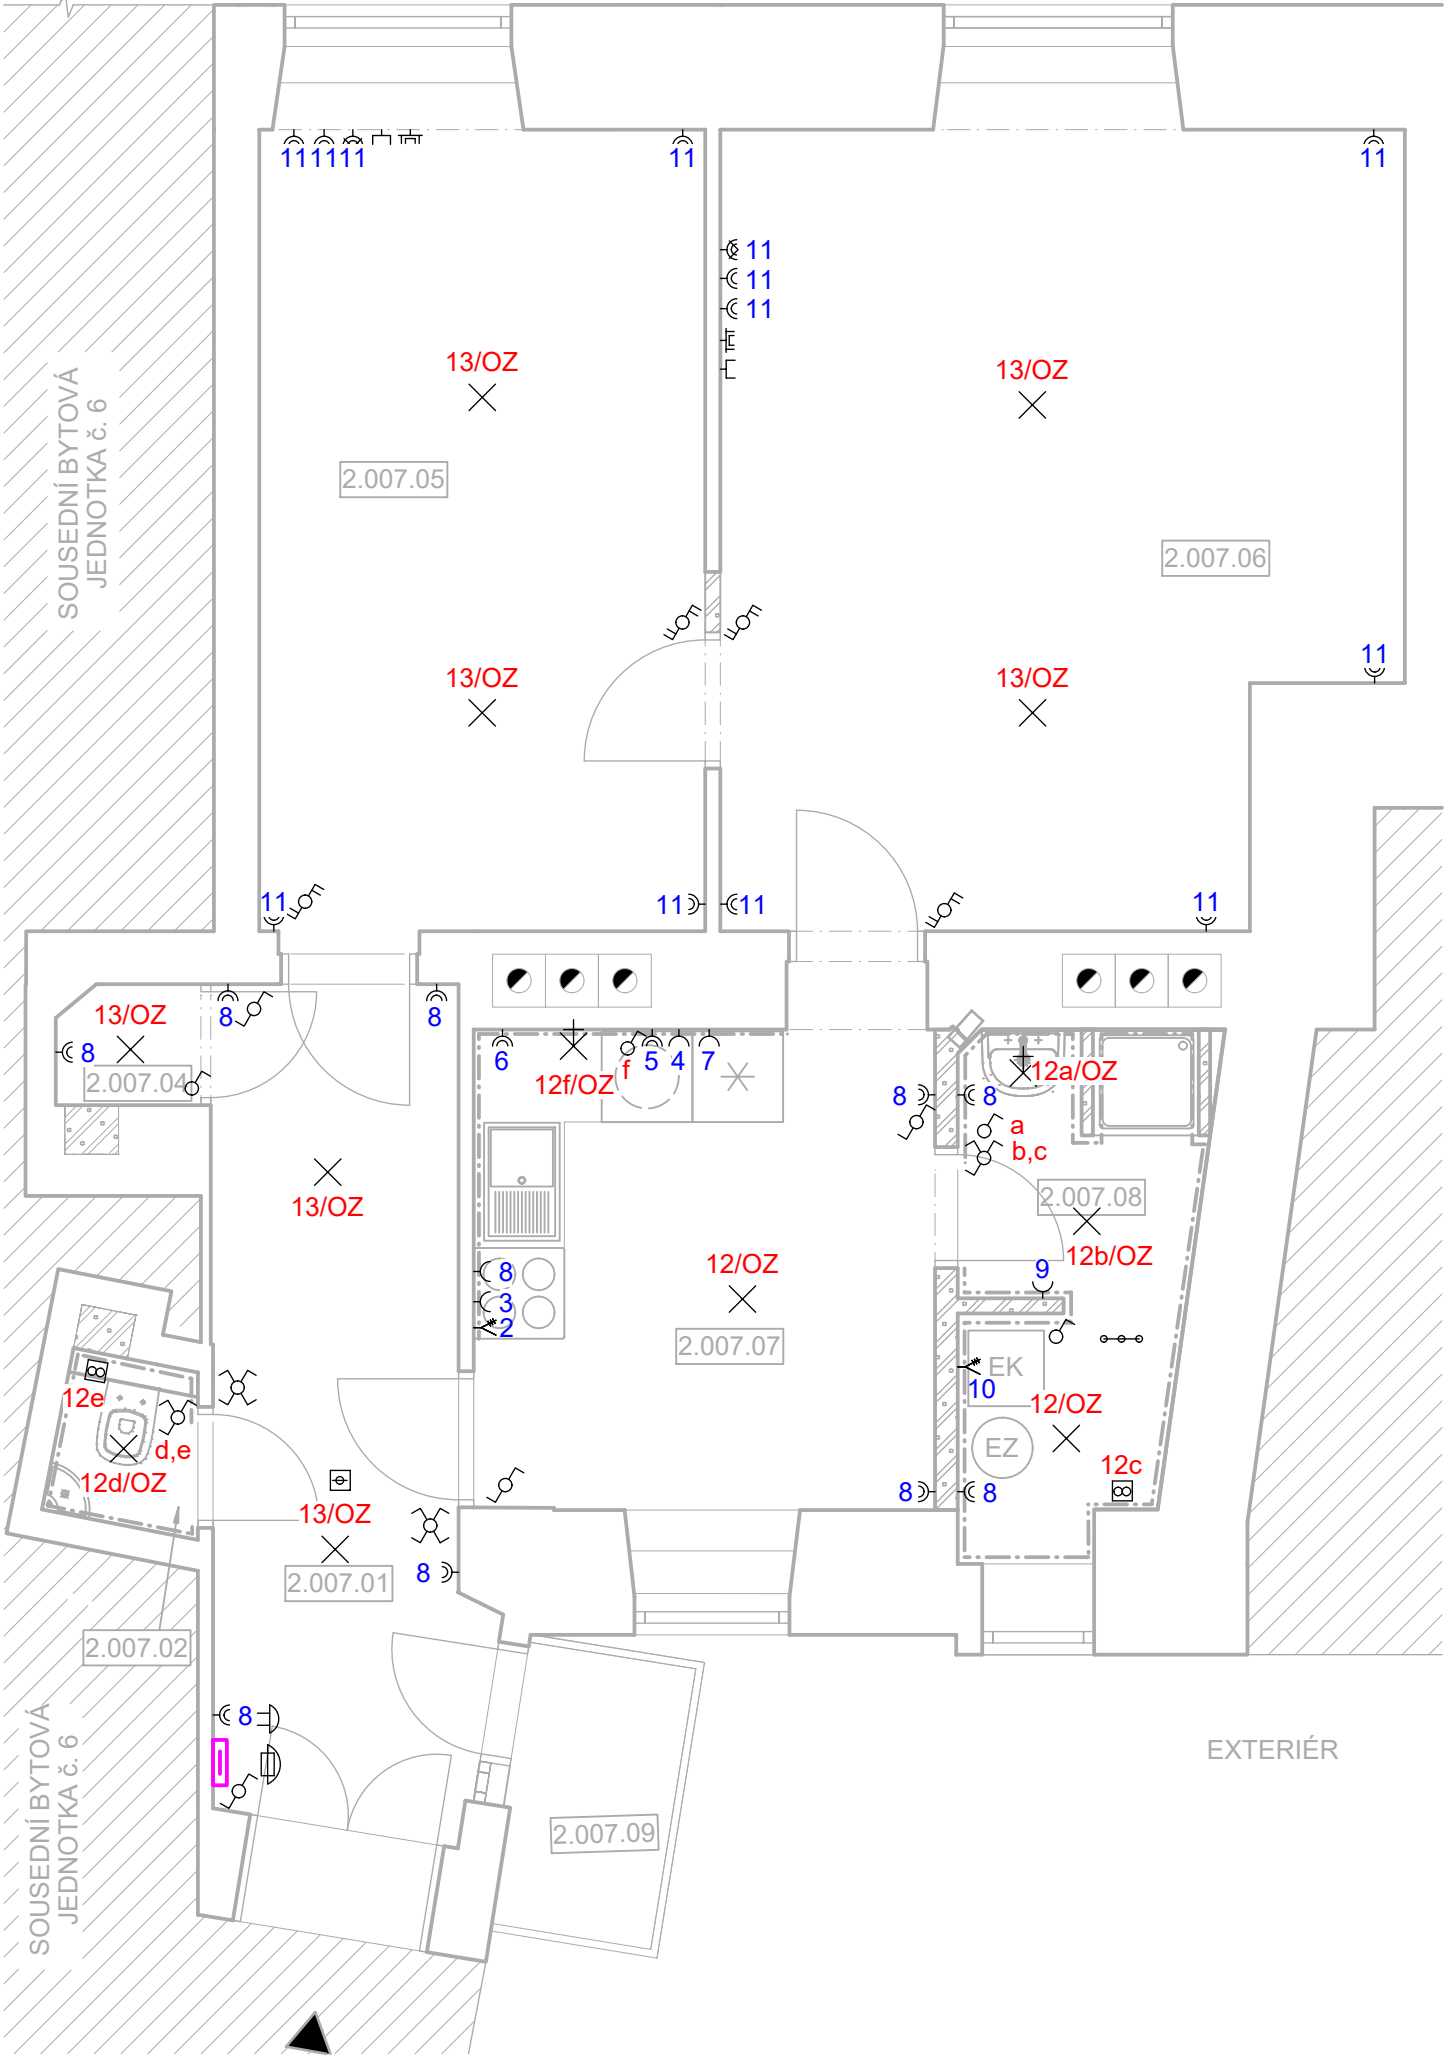 11
11
11
11
11
11
11
11
13/OZ
13/OZ
SOUSEDNÍ BYTOVÁ
JEDNOTKA č. 6
2.007.05
2.007.06
11
13/OZ
13/OZ
11
11
11
11
13/OZ
8
8
8
2.007.04
6
12f/OZ
f
5
4
7
8
8
12a/OZ
a
b,c
13/OZ
2.007.08
12b/OZ
9
8
3
2
12/OZ
2.007.07
EK
10
12/OZ
EZ
12c
8
8
12e
d,e
12d/OZ
13/OZ
8
2.007.01
2.007.02
8
SOUSEDNÍ BYTOVÁ
JEDNOTKA č. 6
2.007.09
EXTERIÉR